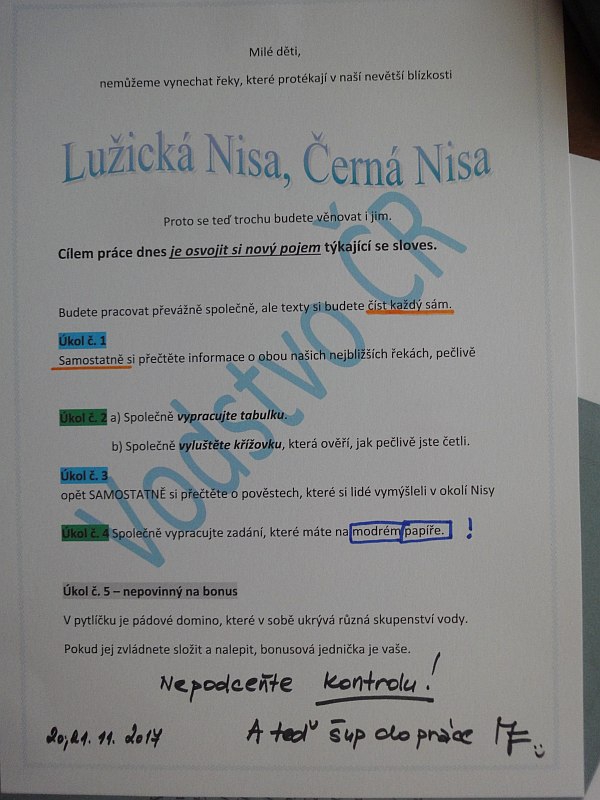 Milé děti,
nemůžeme vynechat řeky, které protékají v naší nevětší blízkosti
Lužická Nisa, Černá Nisa
Proto se teď trochu budete věnovat i jim.
Cílem práce dnes je osvojit si nový pojem týkající se sloves.
Budete pracovat převážně společně, ale texty si budete číst každý sám.
Úkol č. 1
Samostatně si přečtěte informace o obou našich nejbližších řekách, pečlivě
Úkol č. 2 a) Společně vypracujte tabulku.
b) Společně vyluštěte křížovku, která ověří, jak pečlivě jste četli.
Úkol č. 3
opět SAMOSTATNĚ si přečtěte o pověstech, které si lidé vymýšleli v okolí Nisy
Úkol č. 4 Společně vypracujte zadání, které máte na modrém papíře. !
Úkol č. 5 – nepovinný na bonus
V pytlíčku je pádové domino, které v sobě ukrývá různá skupenství vody.
Pokud jej zvládnete složit a nalepit, bonusová jednička je vaše.
Vodstvo ČR
Nepodceňte kontrolu!
20,21. 11. 2017 A teď šup do práce